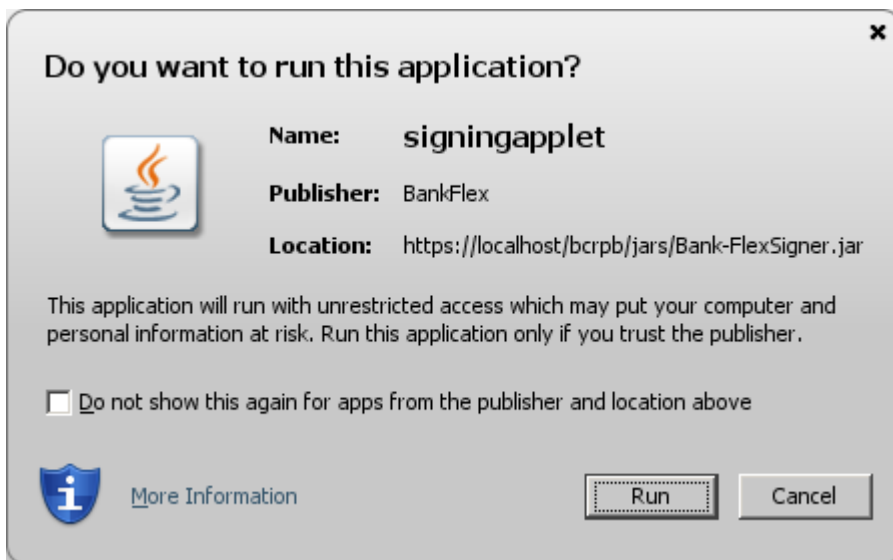 Do you want to run this application?
Name: signingapplet
Publisher: BankFlex
Location: https://localhost/bcrpb/jars/Bank-FlexSigner.jar
This application will run with unrestricted access which may put your computer and
personal information at risk. Run this application only if you trust the publisher.
Do not show this again for apps from the publisher and location above
More Information
Run
Cancel